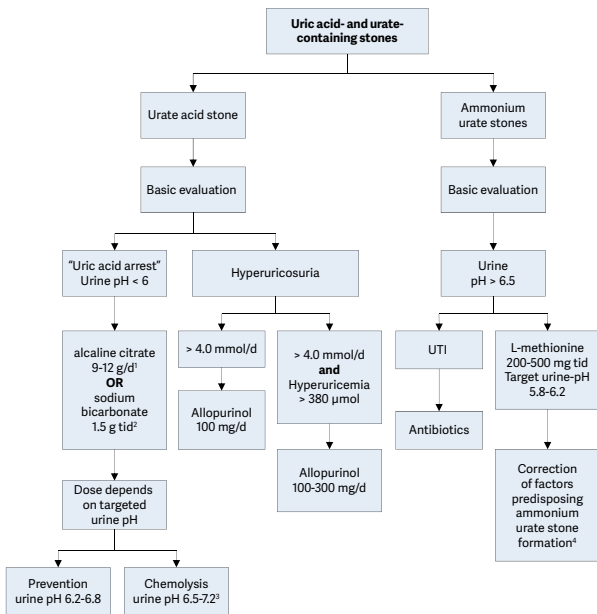 Uric acid- and urate-
containing stones
Urate acid stone
Ammonium
urate stones
Basic evaluation
Basic evaluation
"Uric acid arrest"
Urine pH < 6
Hyperuricosuria
Urine
pH > 6.5
alcaline citrate
9-12 g/d¹
OR
sodium
bicarbonate
1.5 g tid²
> 4.0 mmol/d
> 4.0 mmol/d
and
Hyperuricemia
> 380 µmol
UTI
L-methionine
200-500 mg tid
Target urine-pH
5.8-6.2
Allopurinol
100 mg/d
Antibiotics
Allopurinol
100-300 mg/d
Correction
of factors
predisposing
ammonium
urate stone
formation⁴
Dose depends
on targeted
urine pH
Prevention
urine pH 6.2-6.8
Chemolysis
urine pH 6.5-7.2³